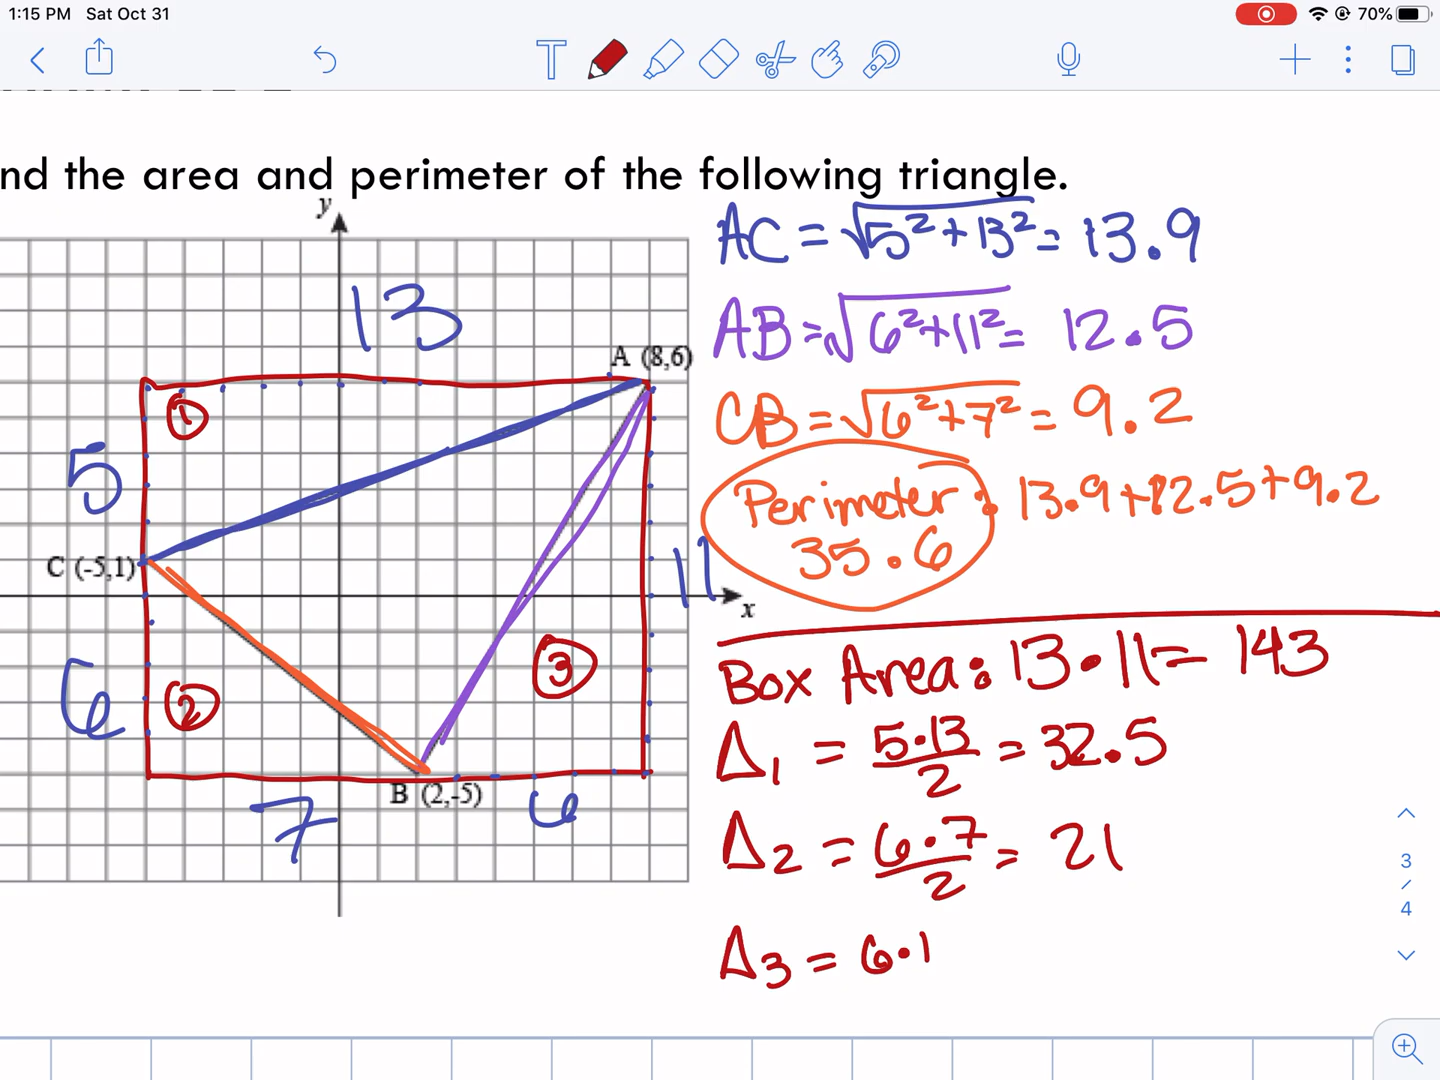 1:15 PM Sat Oct 31
70%
T
nd the area and perimeter of the following triangle.
y
AC = √5²+13² = 13.9
13
AB = √6²+11² = 12.5
A (8,6)
CB = √6²+7² = 9.2
1
5
Perimeter: 13.9+12.5+9.2
35.6
C (-5,1)
11
x
Box Area: 13·11 = 143
3
6
2
Δ1 = 5·13/2 = 32.5
B (2,-5)
7
6
Δ2 = 6·7/2 = 21
Δ3 = 6·1
3
/
4